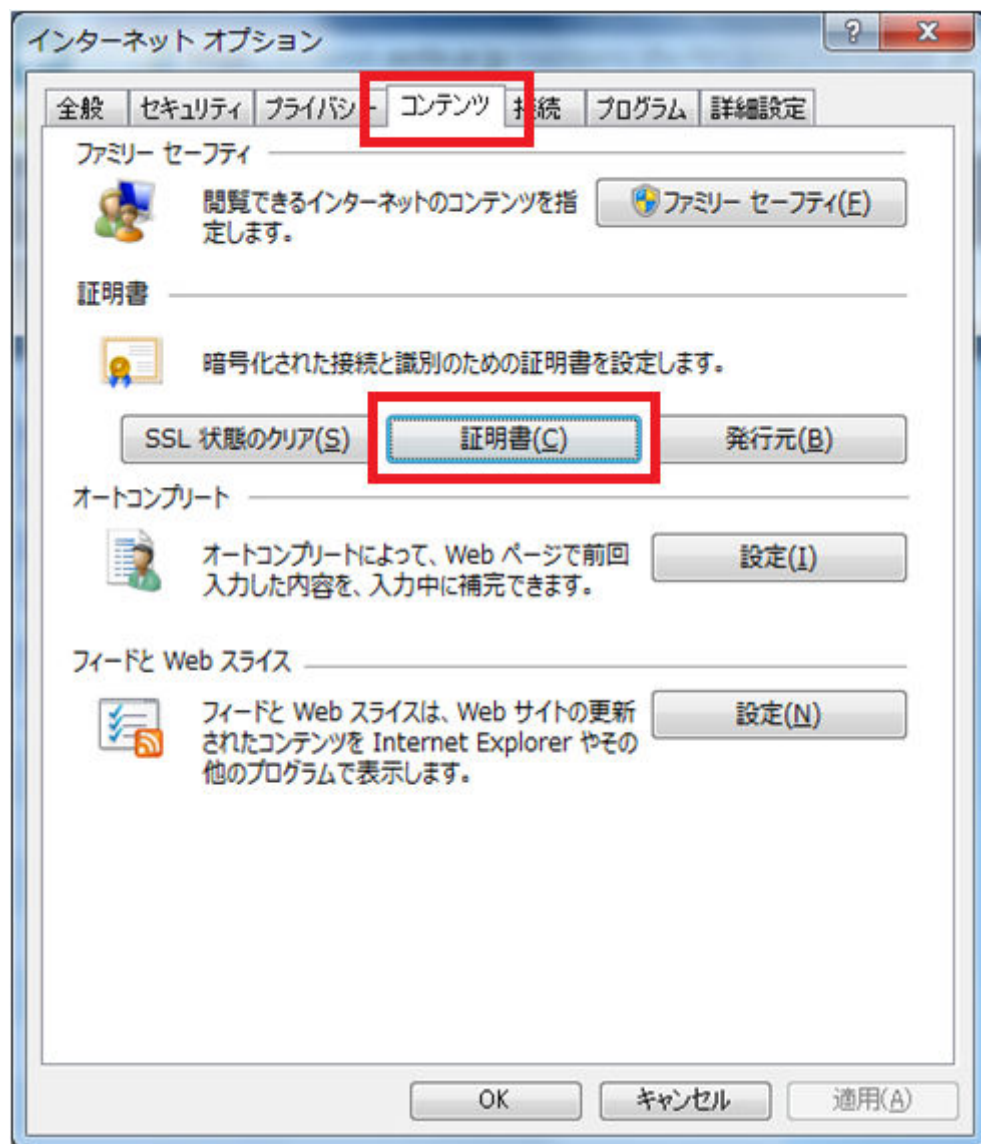 インターネット オプション
全般 セキュリティ プライバシー コンテンツ 接続 プログラム 詳細設定
ファミリー セーフティ
閲覧できるインターネットのコンテンツを指
定します。
ファミリー セーフティ(F)
証明書
暗号化された接続と識別のための証明書を設定します。
SSL 状態のクリア(S) 証明書(C) 発行元(B)
オートコンプリート
オートコンプリートによって、Web ページで前回
入力した内容を、入力中に補完できます。
設定(I)
フィードと Web スライス
フィードと Web スライスは、Web サイトの更新
されたコンテンツを Internet Explorer やその
他のプログラムで表示します。
設定(N)
OK キャンセル 適用(A)